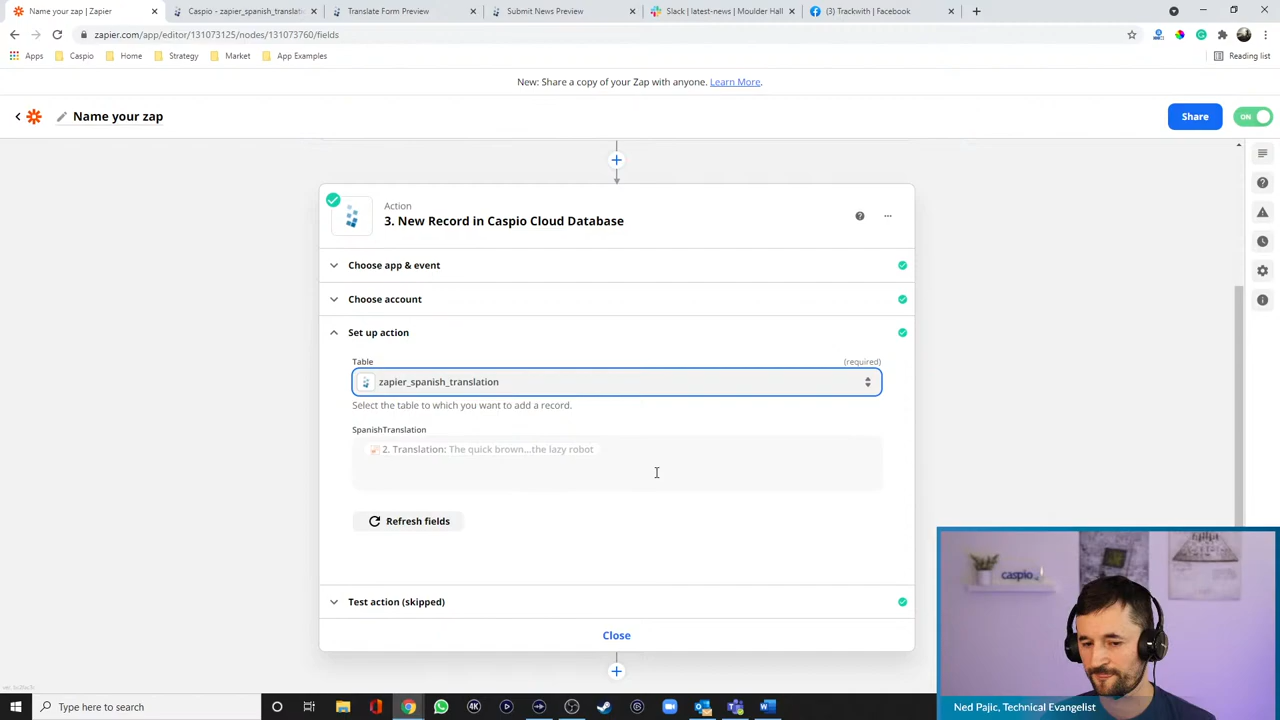 Name your zap | Zapier
Caspio - zapier_spanish_translati
Translate Form Preview
Submit News Preview
Slack | latest-news | Moulder Hall
(3) Trackwith | Facebook
zapier.com/app/editor/131073125/nodes/131073760/fields
Apps
Caspio
Home
Strategy
Market
App Examples
Reading list
New: Share a copy of your Zap with anyone. Learn More.
Name your zap
Share
ON
Action
3. New Record in Caspio Cloud Database
Choose app & event
Choose account
Set up action
Table
(required)
zapier_spanish_translation
Select the table to which you want to add a record.
SpanishTranslation
2. Translation: The quick brown...the lazy robot
Refresh fields
caspio
Test action (skipped)
Close
Type here to search
4K
Ned Pajic, Technical Evangelist